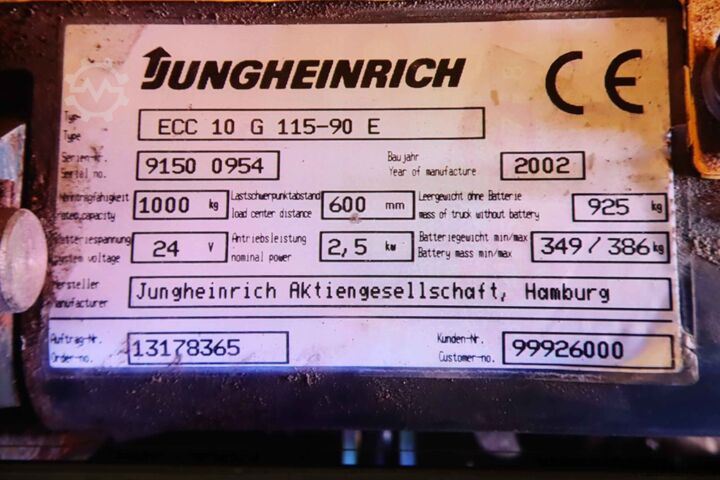 JUNGHEINRICH CE
Typ
Type ECC 10 G 115-90 E
Serien-Nr.
Serial no. 9150 0954 Baujahr
Year of manufacture 2002
Nenntragfähigkeit
rated capacity 1000 kg Lastschwerpunktabstand
load center distance 600 mm Leergewicht ohne Batterie
mass of truck without battery 925 kg
Batteriespannung
system voltage 24 V Antriebsleistung
nominal power 2,5 kw Batteriegewicht min/max
Battery mass min/max 349 / 386 kg
Hersteller
manufacturer Jungheinrich Aktiengesellschaft, Hamburg
Auftrag-Nr.
Order-no. 13178365 Kunden-Nr.
Customer-no. 99926000